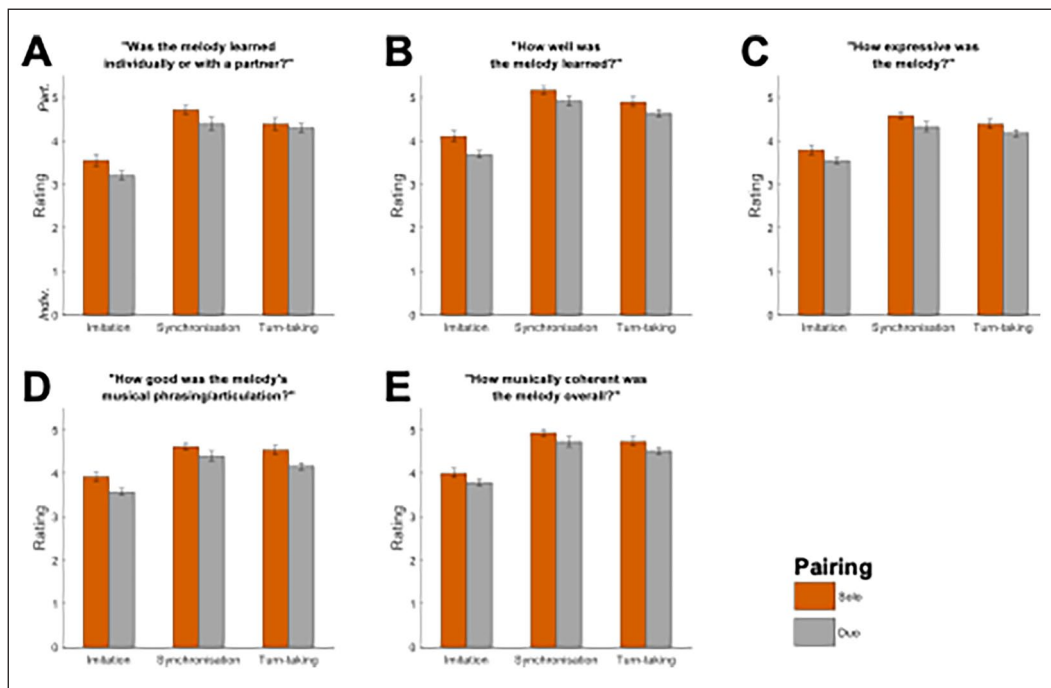 A
"Was the melody learned
individually or with a partner?"
Part.
5
4
3
2
1
0
Indiv.
Rating
Imitation Synchronisation Turn-taking
B
"How well was
the melody learned?"
5
4
3
2
1
0
Rating
Imitation Synchronisation Turn-taking
C
"How expressive was
the melody?"
5
4
3
2
1
0
Rating
Imitation Synchronisation Turn-taking
D
"How good was the melody's
musical phrasing/articulation?"
5
4
3
2
1
0
Rating
Imitation Synchronisation Turn-taking
E
"How musically coherent was
the melody overall?"
5
4
3
2
1
0
Rating
Imitation Synchronisation Turn-taking
Pairing
Solo
Duo